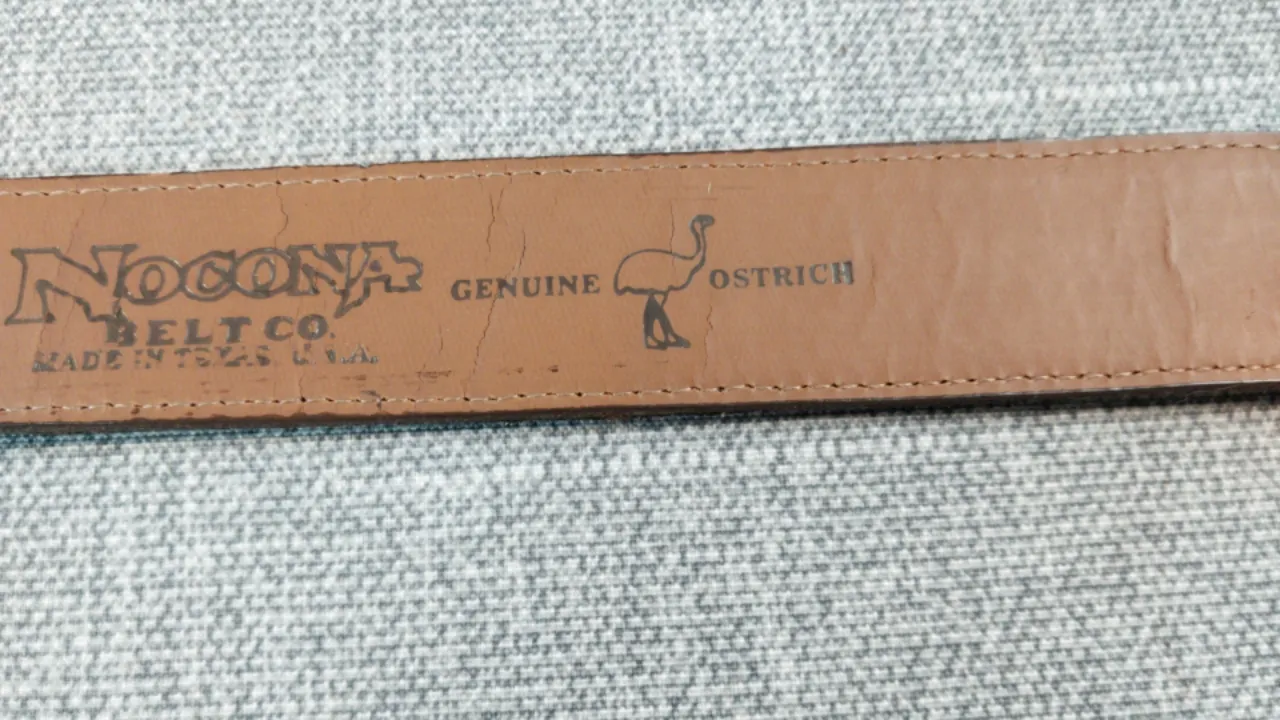 NOCONA
BELT CO.
MADE IN TEXAS, U.S.A.
GENUINE OSTRICH